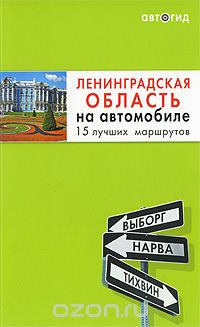 автогид
ЛЕНИНГРАДСКАЯ
ОБЛАСТЬ
на автомобиле
15 лучших маршрутов
ВЫБОРГ
НАРВА
ТИХВИН
ozon.ru